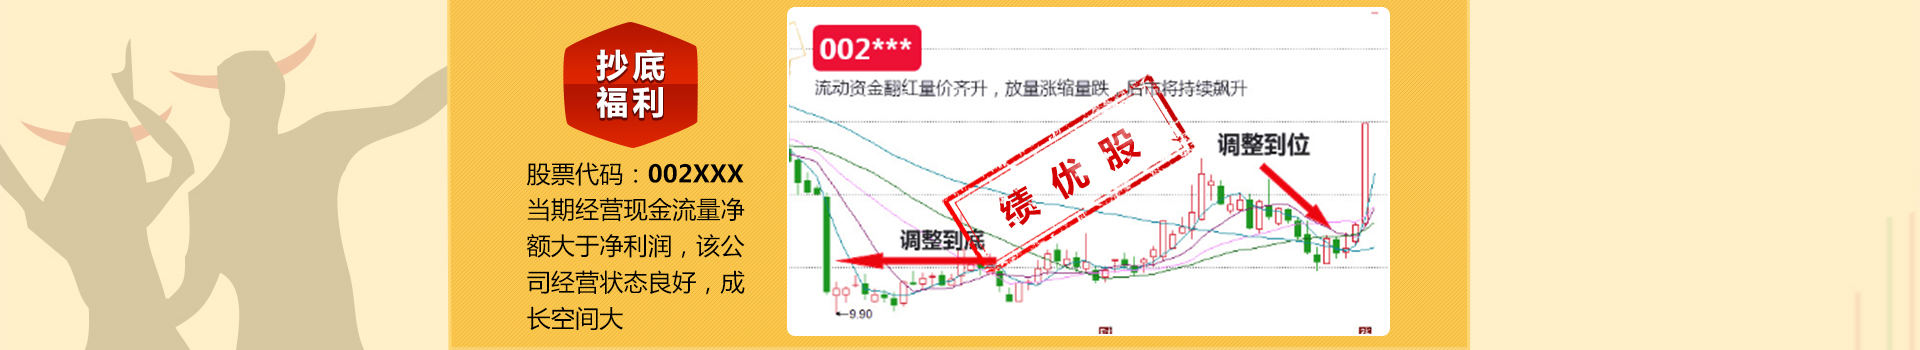 抄底
福利
股票代码：002XXX
当期经营现金流量净
额大于净利润，该公
司经营状态良好，成
长空间大
002***
流动资金翻红量价齐升，放量涨缩量跌，后市将持续飙升
绩优股
调整到位
调整到底
9.90